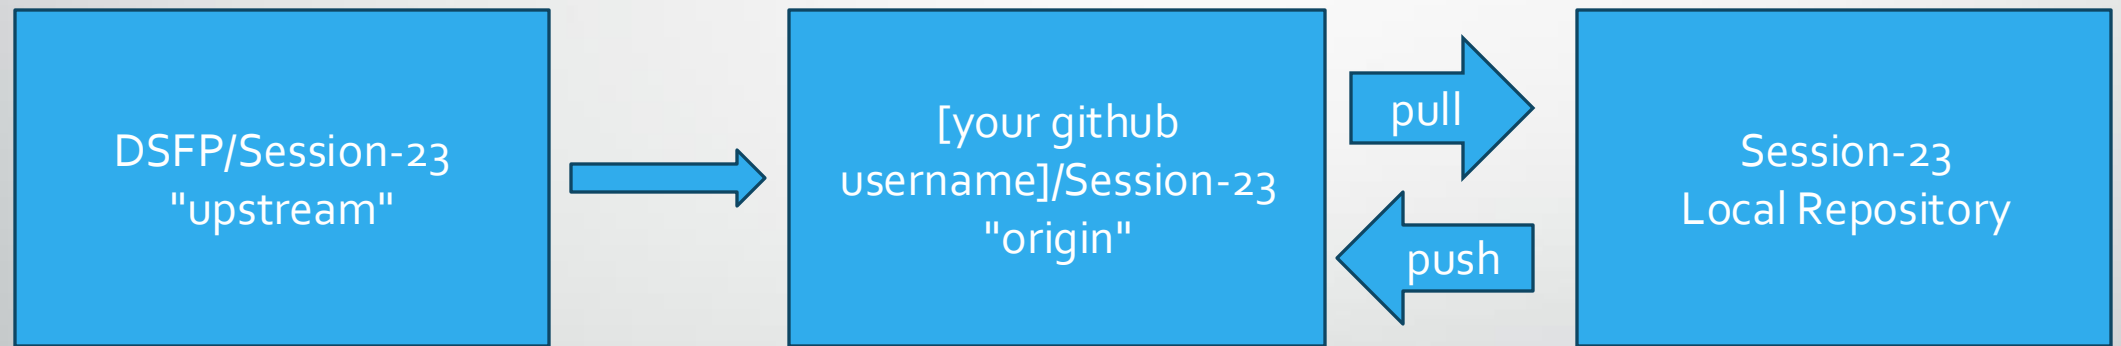 DSFP/Session-23
"upstream"
[your github
username]/Session-23
"origin"
pull
push
Session-23
Local Repository